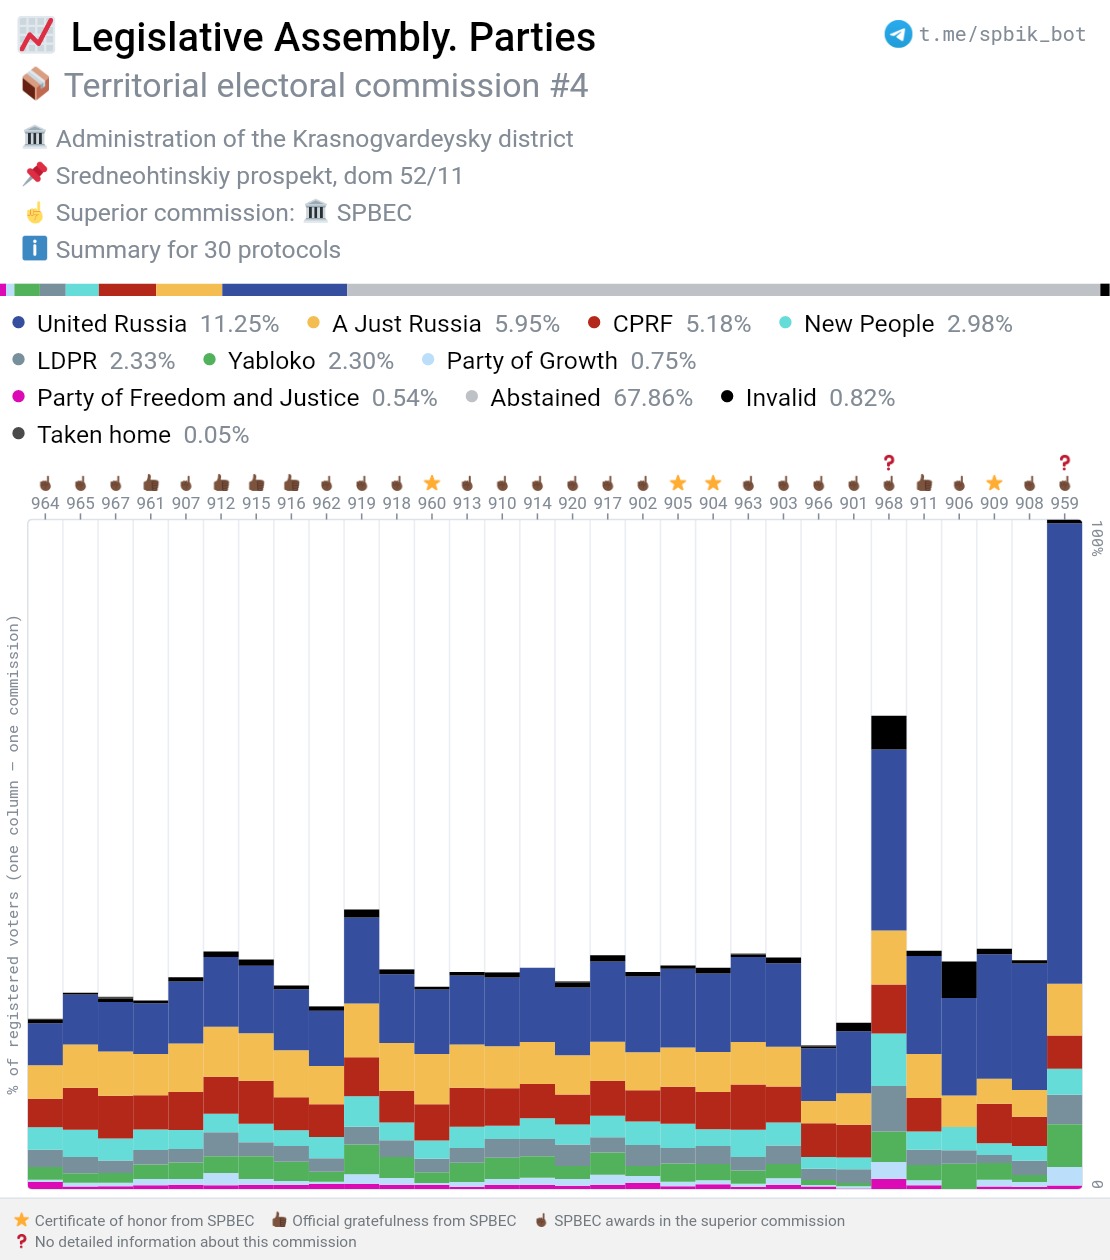 Legislative Assembly. Parties
t.me/spbik_bot
Territorial electoral commission #4
Administration of the Krasnogvardeysky district
Sredneohtinskiy prospekt, dom 52/11
Superior commission: SPBEC
Summary for 30 protocols
United Russia 11.25% A Just Russia 5.95% CPRF 5.18% New People 2.98%
LDPR 2.33% Yabloko 2.30% Party of Growth 0.75%
Party of Freedom and Justice 0.54% Abstained 67.86% Invalid 0.82%
Taken home 0.05%
964 965 967 961 907 912 915 916 962 919 918 960 913 910 914 920 917 902 905 904 963 903 966 901 968 911 906 909 908 959
100%
% of registered voters (one column – one commission)
0
Certificate of honor from SPBEC Official gratefulness from SPBEC SPBEC awards in the superior commission
No detailed information about this commission